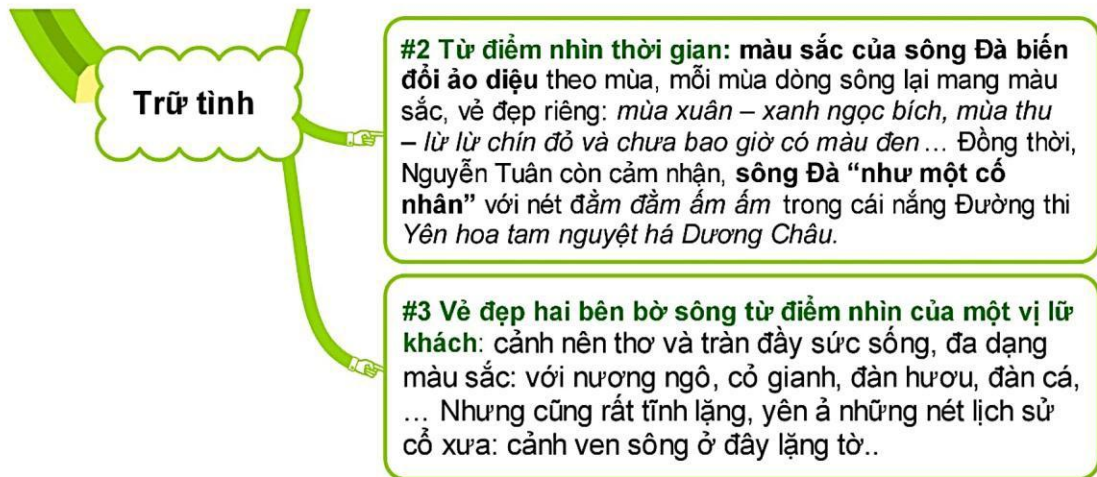 Trữ tình
#2 Từ điểm nhìn thời gian: màu sắc của sông Đà biến
đổi ảo diệu theo mùa, mỗi mùa dòng sông lại mang màu
sắc, vẻ đẹp riêng: mùa xuân – xanh ngọc bích, mùa thu
– lừ lừ chín đỏ và chưa bao giờ có màu đen ... Đồng thời,
Nguyễn Tuân còn cảm nhận, sông Đà “như một cố
nhân” với nét đằm đằm ấm ấm trong cái nắng Đường thi
Yên hoa tam nguyệt há Dương Châu.
#3 Vẻ đẹp hai bên bờ sông từ điểm nhìn của một vị lữ
khách: cảnh nên thơ và tràn đầy sức sống, đa dạng
màu sắc: với nương ngô, cỏ gianh, đàn hươu, đàn cá,
... Nhưng cũng rất tĩnh lặng, yên ả những nét lịch sử
cổ xưa: cảnh ven sông ở đây lặng tờ..